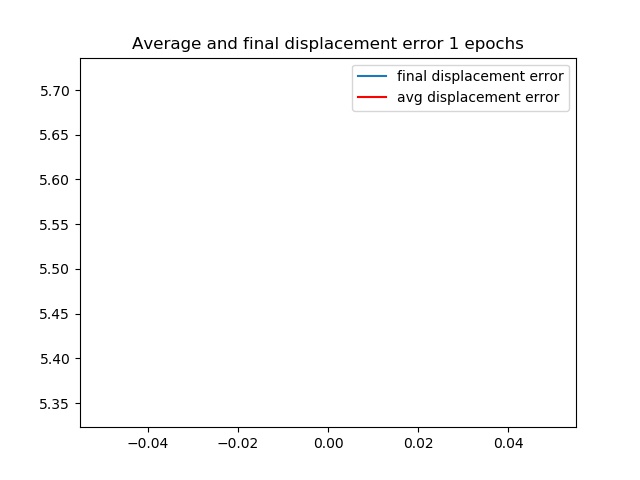 Average and final displacement error 1 epochs
final displacement error
avg displacement error
5.70
5.65
5.60
5.55
5.50
5.45
5.40
5.35
−0.04 −0.02 0.00 0.02 0.04